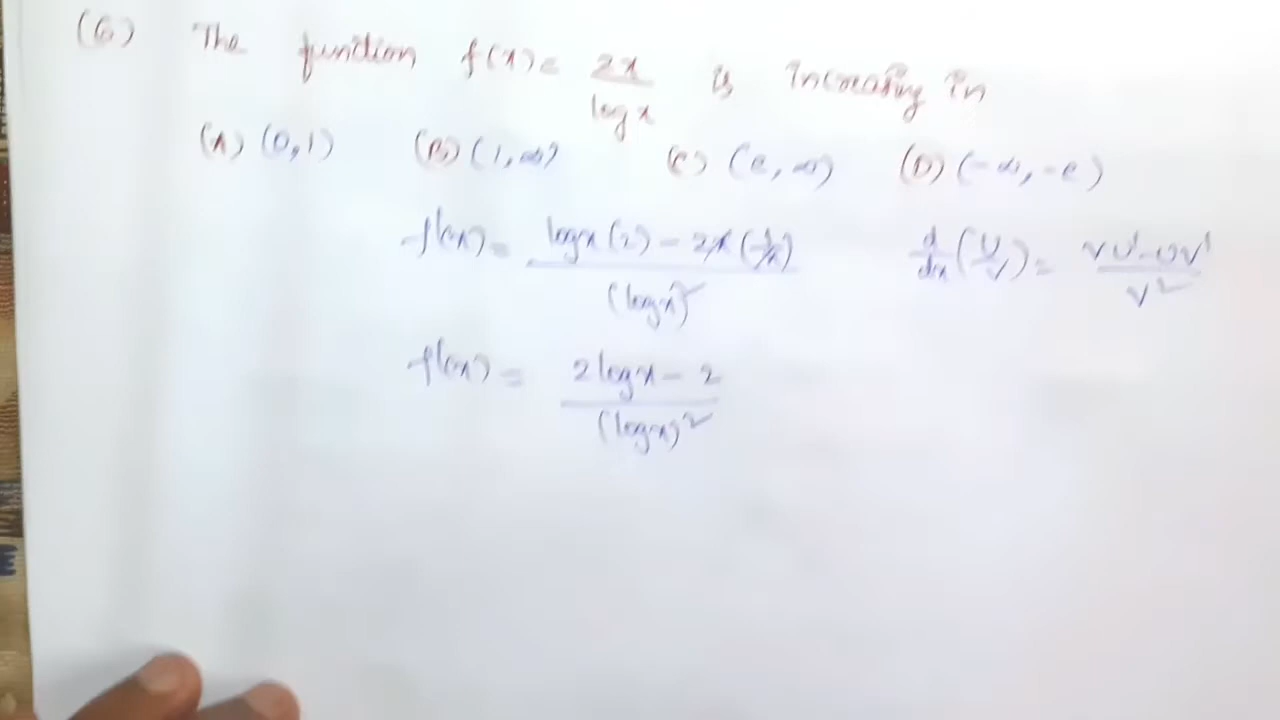 (6) The function f(x) = 2x / log x is increasing in
(A) (0,1) (B) (1,∞) (C) (e,∞) (D) (-∞,-e)
f'(x) = log x (2) - 2x (1/x) / (log x)² d/dx (U/V) = VU' - UV' / V²
f'(x) = 2 log x - 2 / (log x)²